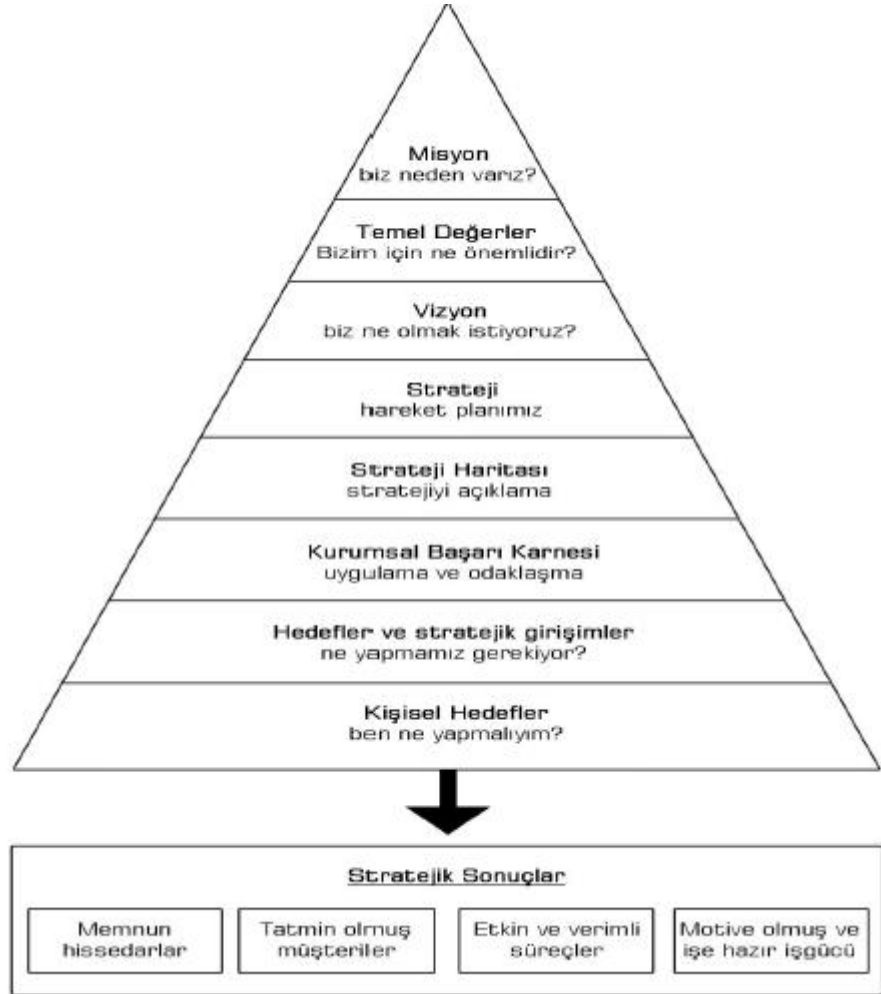 Misyon
biz neden varız?
Temel Değerler
Bizim için ne önemlidir?
Vizyon
biz ne olmak istiyoruz?
Strateji
hareket planımız
Strateji Haritası
stratejiyi açıklama
Kurumsal Başarı Karnesi
uygulama ve odaklaşma
Hedefler ve stratejik girişimler
ne yapmamız gerekiyor?
Kişisel Hedefler
ben ne yapmalıyım?
Stratejik Sonuçlar
Memnun
hissedarlar
Tatmin olmuş
müşteriler
Etkin ve verimli
süreçler
Motive olmuş ve
işe hazır işgücü